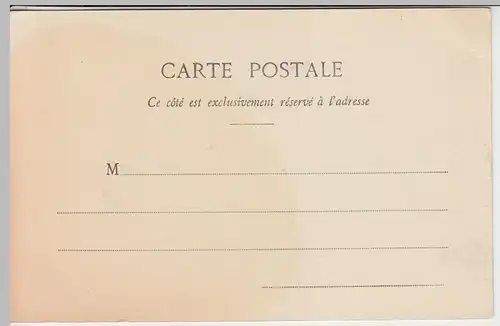 CARTE POSTALE
Ce côté est exclusivement réservé à l'adresse
M